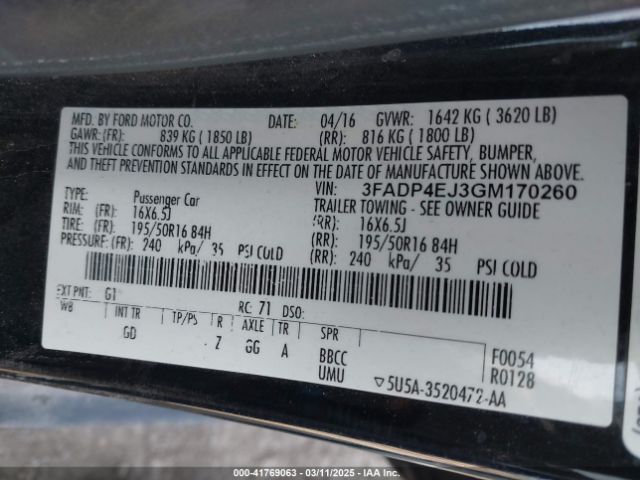 MFD. BY FORD MOTOR CO. DATE: 04/16 GVWR: 1642 KG ( 3620 LB)
GAWR: (FR): 839 KG ( 1850 LB) (RR): 816 KG ( 1800 LB)
THIS VEHICLE CONFORMS TO ALL APPLICABLE FEDERAL MOTOR VEHICLE SAFETY, BUMPER,
AND THEFT PREVENTION STANDARDS IN EFFECT ON THE DATE OF MANUFACTURE SHOWN ABOVE.
VIN: 3FADP4EJ3GM170260
TYPE: Passenger Car TRAILER TOWING - SEE OWNER GUIDE
RIM: (FR): 16X6.5J (RR): 16X6.5J
TIRE: (FR): 195/50R16 84H (RR): 195/50R16 84H
PRESSURE: (FR): 240 kPa/ 35 PSI COLD (RR): 240 kPa/ 35 PSI COLD
EXT PNT: G1 RC: 71 DSO:
WB INT TR TP/PS R AXLE TR SPR
GD Z GG A BBCC
UMU
F0054
R0128
▽5U5A-3520472-AA
00-41769063 - 03/11/2025 - IAA Inc.